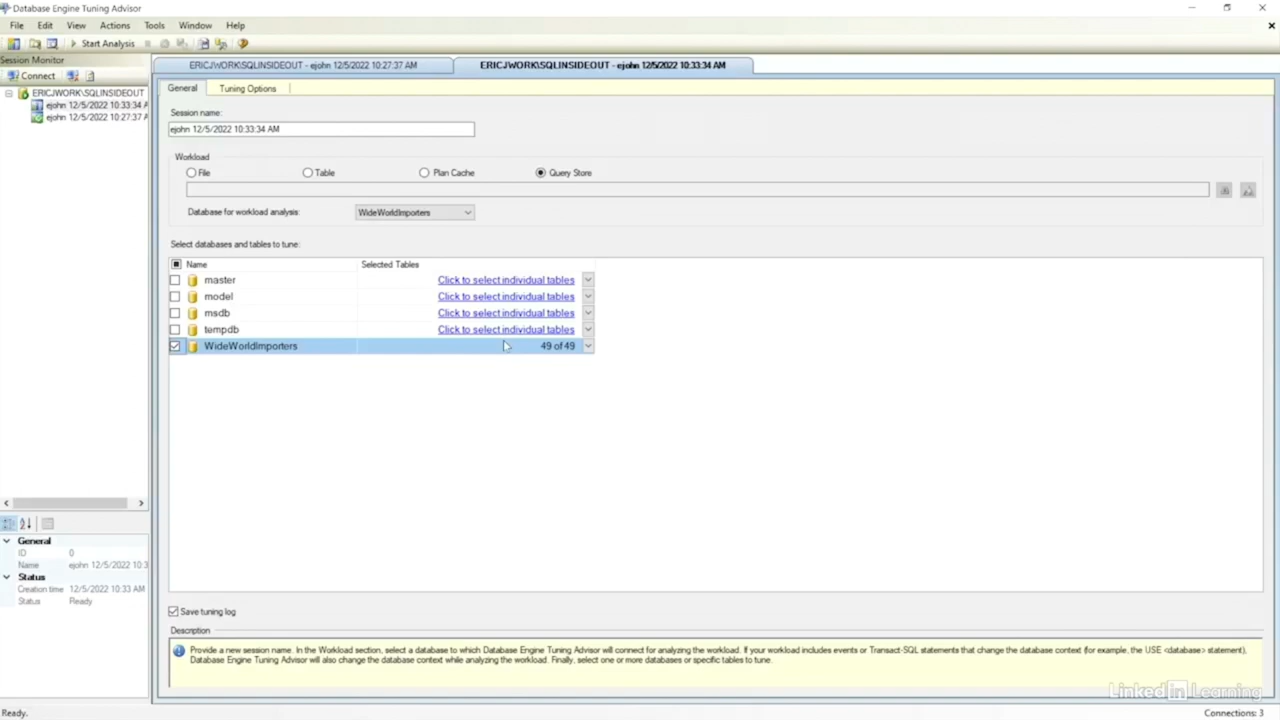 Database Engine Tuning Advisor
File Edit View Actions Tools Window Help
Start Analysis
Session Monitor
Connect
ERICJWORK\SQLINSIDEOUT
ejohn 12/5/2022 10:33:34 A
ejohn 12/5/2022 10:27:37 A
ERICJWORK\SQLINSIDEOUT - ejohn 12/5/2022 10:27:37 AM
ERICJWORK\SQLINSIDEOUT - ejohn 12/5/2022 10:33:34 AM
General Tuning Options
Session name:
ejohn 12/5/2022 10:33:34 AM
Workload
File Table Plan Cache Query Store
Database for workload analysis: WideWorldImporters
Select databases and tables to tune:
Name Selected Tables
master Click to select individual tables
model Click to select individual tables
msdb Click to select individual tables
tempdb Click to select individual tables
WideWorldImporters 49 of 49
General
ID 0
Name ejohn 12/5/2022 10:3
Status
Creation time 12/5/2022 10:33 AM
Status Ready
Save tuning log
Description
Provide a new session name. In the Workload section, select a database to which Database Engine Tuning Advisor will connect for analyzing the workload. If your workload includes events or Transact-SQL statements that change the database context (for example, the USE <database> statement),
Database Engine Tuning Advisor will also change the database context while analyzing the workload. Finally, select one or more databases or specific tables to tune.
Linked in Learning
Ready.
Connections: 3